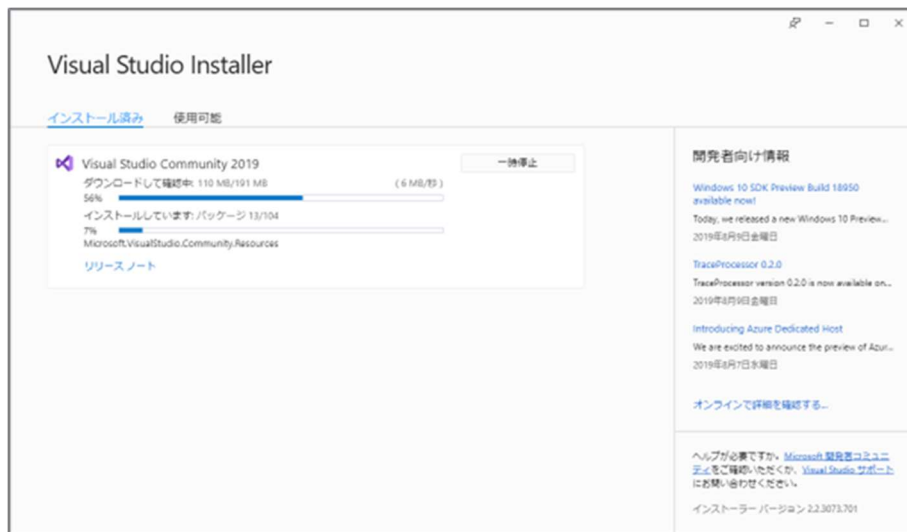 Visual Studio Installer
インストール済み 使用可能
Visual Studio Community 2019
一時停止
ダウンロードして確認中: 110 MB/191 MB (6 MB/秒)
56%
インストールしています: パッケージ 13/104
7%
Microsoft.VisualStudio.Community.Resources
リリース ノート
開発者向け情報
Windows 10 SDK Preview Build 18950
available now!
Today, we released a new Windows 10 Preview...
2019年8月9日金曜日
TraceProcessor 0.2.0
TraceProcessor version 0.2.0 is now available on...
2019年8月9日金曜日
Introducing Azure Dedicated Host
We are excited to announce the preview of Azur...
2019年8月7日水曜日
オンラインで詳細を確認する...
ヘルプが必要ですか。Microsoft 開発者コミュニ
ティをご確認いただくか、Visual Studio サポート
にお問い合わせください。
インストーラー バージョン 2.2.3073.701